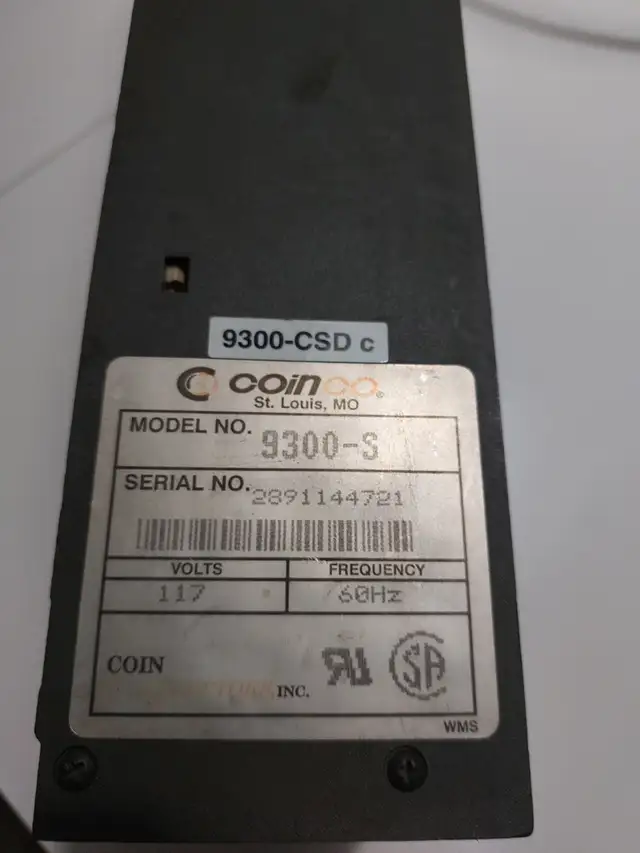 9300-CSD c
coinco®
St. Louis, MO
MODEL NO. 9300-S
SERIAL NO. 2891144721
VOLTS FREQUENCY
117 60Hz
COIN
INC.
WMS